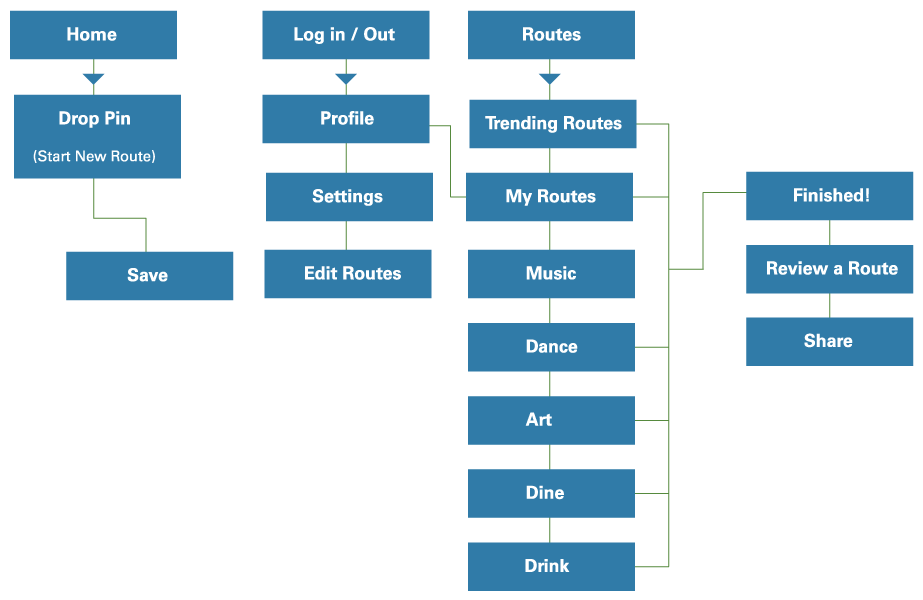 Home
Drop Pin
(Start New Route)
Save
Log in / Out
Profile
Settings
Edit Routes
Routes
Trending Routes
My Routes
Music
Dance
Art
Dine
Drink
Finished!
Review a Route
Share